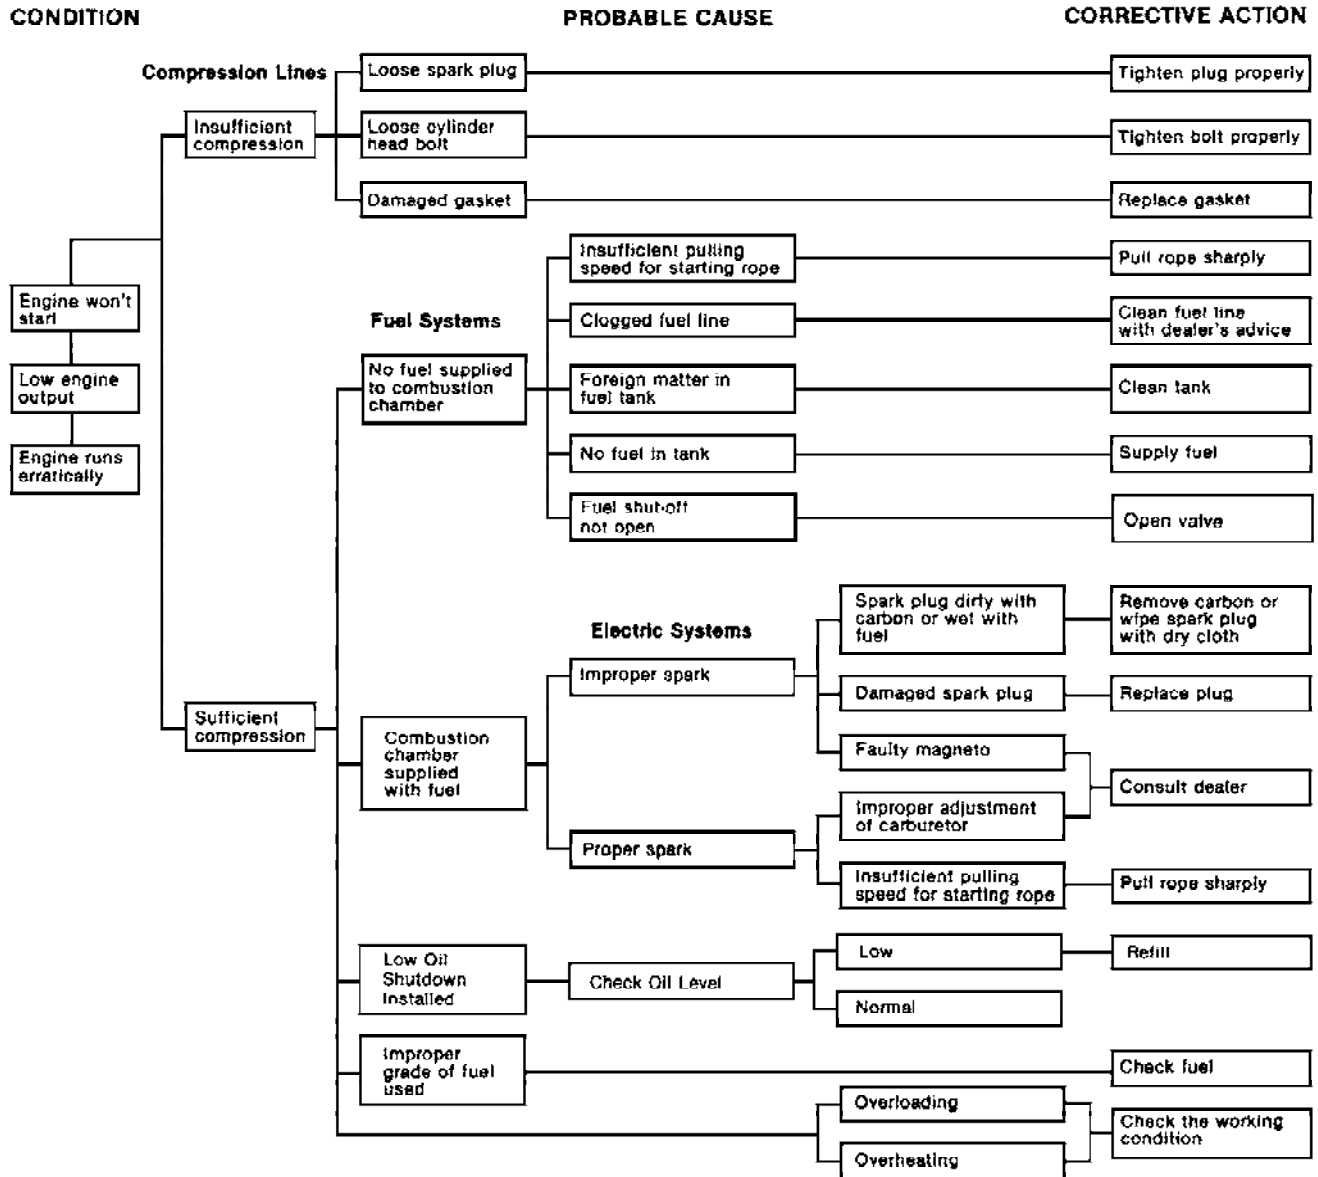 CONDITION
PROBABLE CAUSE
CORRECTIVE ACTION
Compression Lines
Loose spark plug
Tighten plug properly
Insufficient
compression
Loose cylinder
head bolt
Tighten bolt properly
Damaged gasket
Replace gasket
Engine won't
start
Low engine
output
Engine runs
erratically
Fuel Systems
No fuel supplied
to combustion
chamber
Insufficient pulling
speed for starting rope
Pull rope sharply
Clogged fuel line
Clean fuel line
with dealer's advice
Foreign matter in
fuel tank
Clean tank
No fuel in tank
Supply fuel
Fuel shut-off
not open
Open valve
Sufficient
compression
Electric Systems
Combustion
chamber
supplied
with fuel
Improper spark
Spark plug dirty with
carbon or wet with
fuel
Remove carbon or
wipe spark plug
with dry cloth
Damaged spark plug
Replace plug
Faulty magneto
Consult dealer
Proper spark
Improper adjustment
of carburetor
Insufficient pulling
speed for starting rope
Pull rope sharply
Low Oil
Shutdown
Installed
Check Oil Level
Low
Refill
Normal
Improper
grade of fuel
used
Check fuel
Overloading
Overheating
Check the working
condition